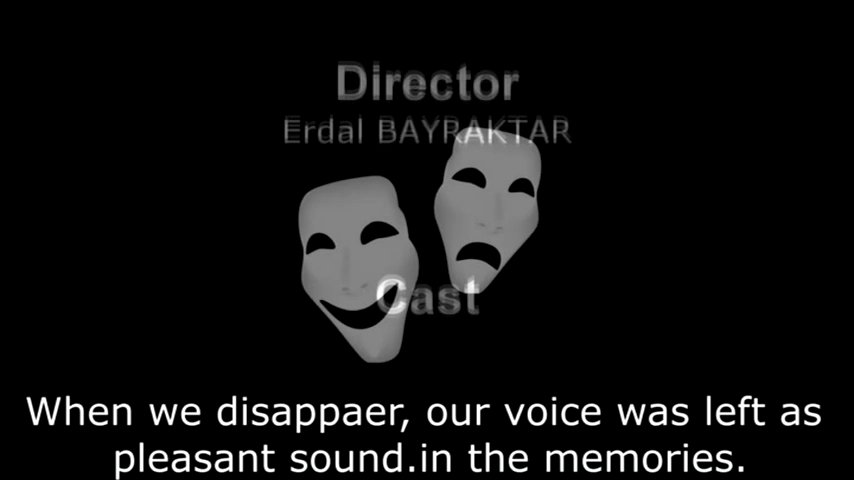 Director
Erdal BAYRAKTAR
Cast
When we disappaer, our voice was left as
pleasant sound.in the memories.